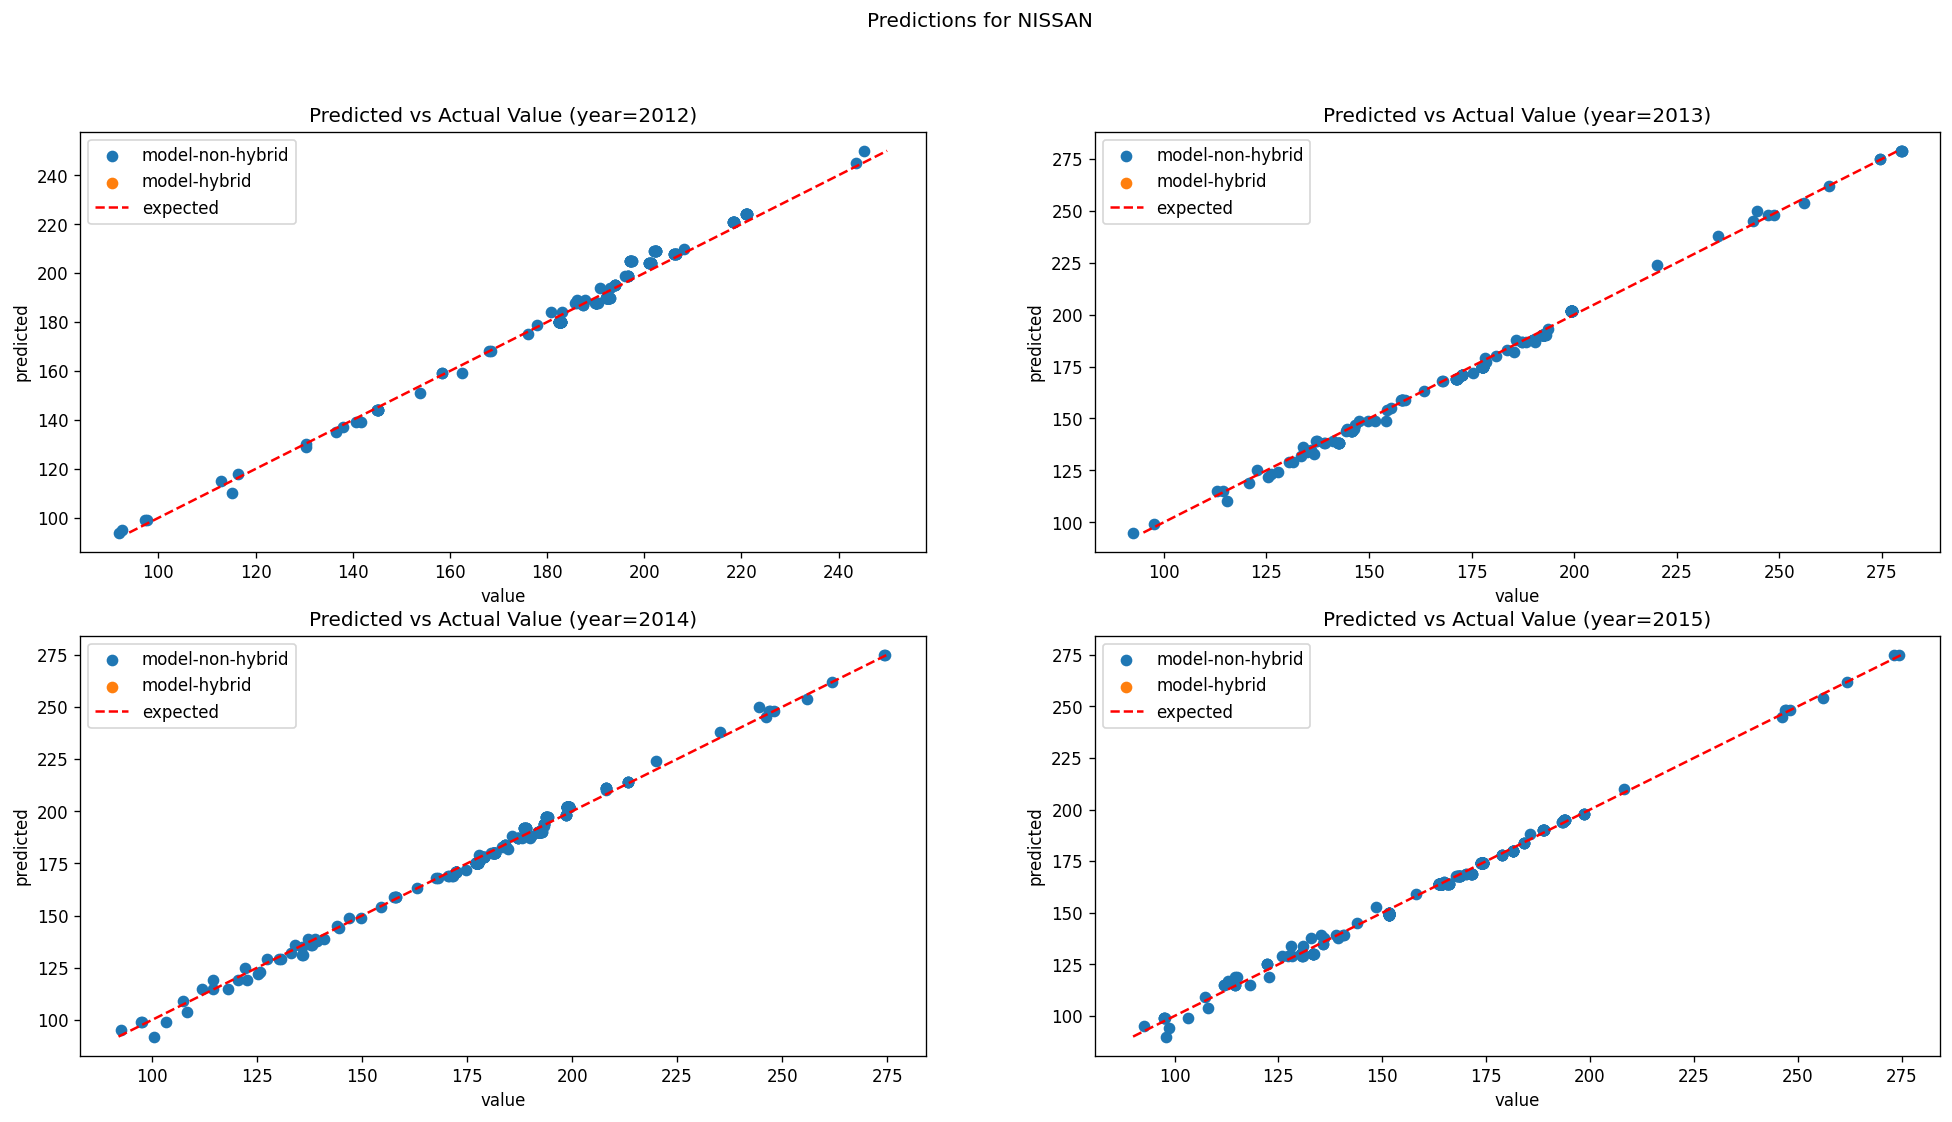 Predictions for NISSAN
Predicted vs Actual Value (year=2012)
model-non-hybrid
model-hybrid
expected
240
220
200
180
160
140
120
100
predicted
100 120 140 160 180 200 220 240
value
Predicted vs Actual Value (year=2013)
model-non-hybrid
model-hybrid
expected
275
250
225
200
175
150
125
100
predicted
100 125 150 175 200 225 250 275
value
Predicted vs Actual Value (year=2014)
model-non-hybrid
model-hybrid
expected
275
250
225
200
175
150
125
100
predicted
100 125 150 175 200 225 250 275
value
Predicted vs Actual Value (year=2015)
model-non-hybrid
model-hybrid
expected
275
250
225
200
175
150
125
100
predicted
100 125 150 175 200 225 250 275
value